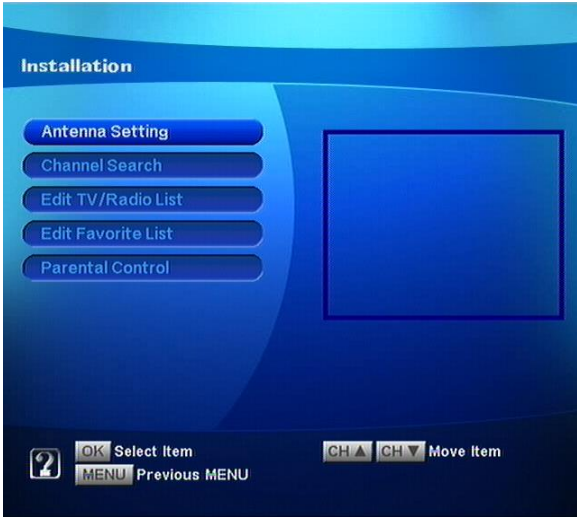 Installation
Antenna Setting
Channel Search
Edit TV/Radio List
Edit Favorite List
Parental Control
? OK Select Item CH ▲ CH ▼ Move Item
MENU Previous MENU